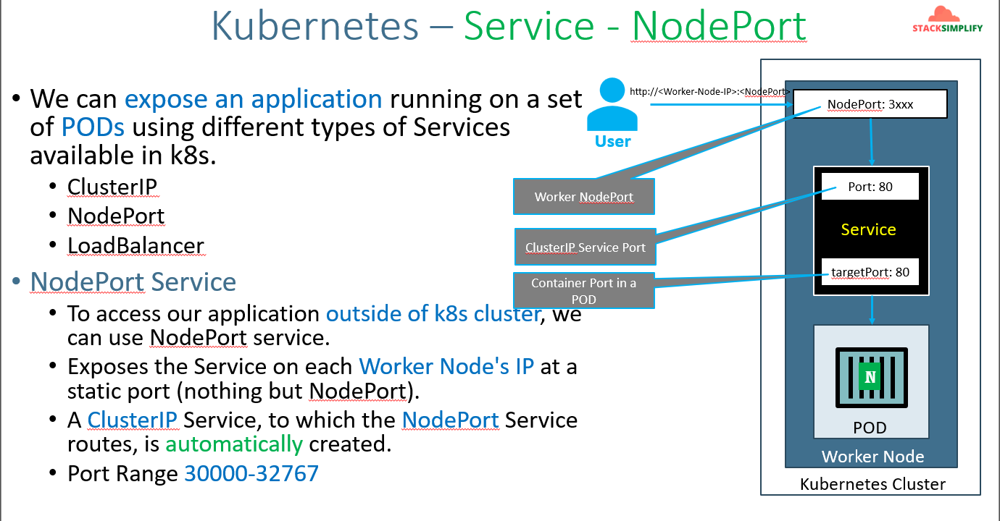 Kubernetes – Service - NodePort
STACKSIMPLIFY
• We can expose an application running on a set
of PODs using different types of Services
available in k8s.
• ClusterIP
• NodePort
• LoadBalancer
• NodePort Service
• To access our application outside of k8s cluster, we
can use NodePort service.
• Exposes the Service on each Worker Node's IP at a
static port (nothing but NodePort).
• A ClusterIP Service, to which the NodePort Service
routes, is automatically created.
• Port Range 30000-32767
User
http://<Worker-Node-IP>:<NodePort>
NodePort: 3xxx
Worker NodePort
Port: 80
ClusterIP Service Port
Service
Container Port in a
POD
targetPort: 80
N
POD
Worker Node
Kubernetes Cluster